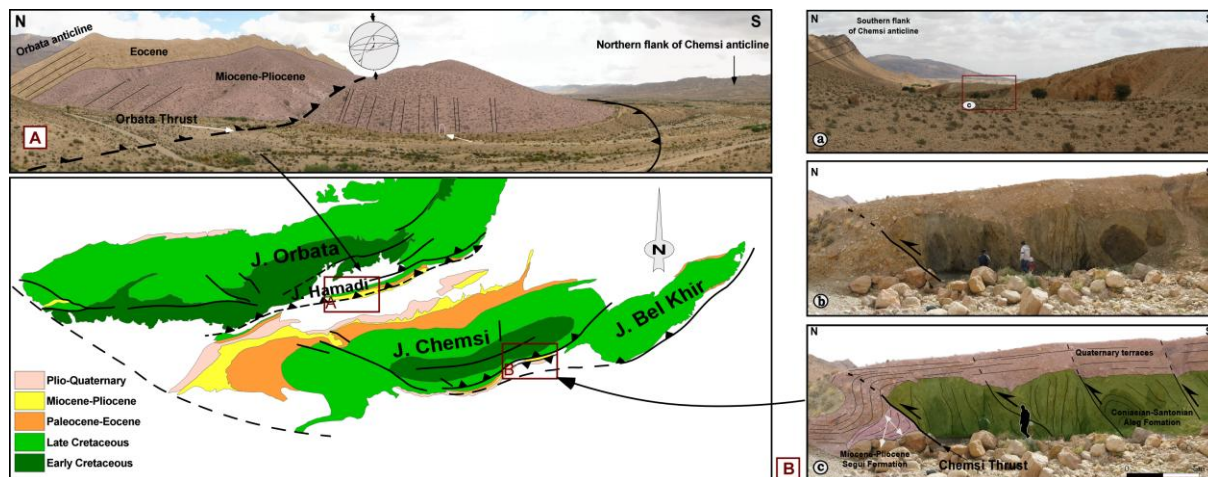 N
S
Orbata anticline
Eocene
Miocene-Pliocene
Northern flank of Chemsi anticline
Orbata Thrust
A
J. Orbata
Hamadi
A
N
J. Chemsi
J. Bel Khir
B
Plio-Quaternary
Miocene-Pliocene
Paleocene-Eocene
Late Cretaceous
Early Cretaceous
N
S
Southern flank
of Chemsi anticline
c
a
N
S
b
N
S
Quaternary terraces
Coniasian-Santonian
Aleg Fomation
Miocene-Pliocene
Segui Formation
Chemsi Thrust
B
c